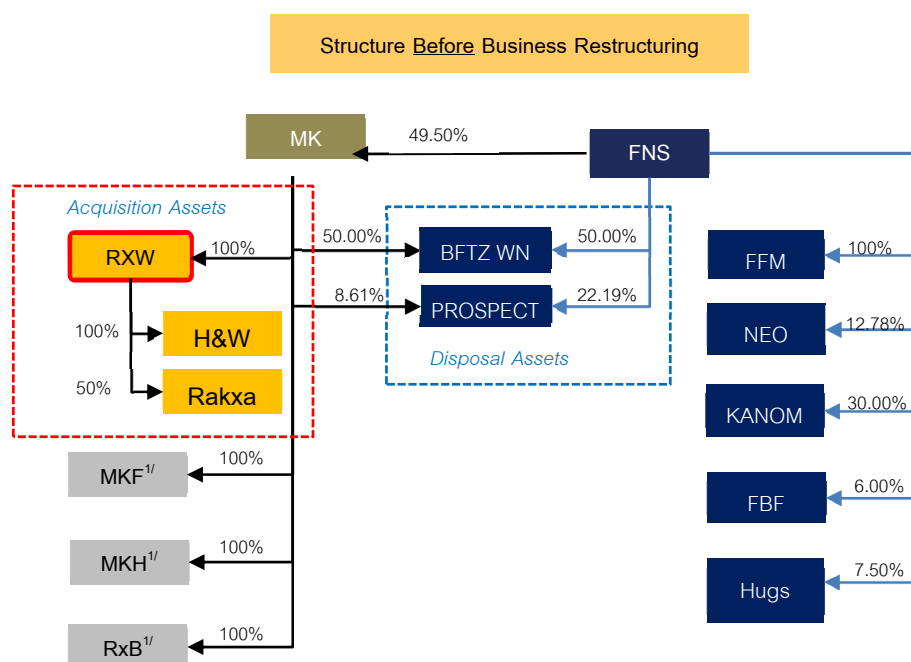 Structure Before Business Restructuring
MK
49.50%
FNS
Acquisition Assets
RXW
100%
50.00%
BFTZ WN
50.00%
FFM
100%
8.61%
PROSPECT
22.19%
100%
H&W
NEO
12.78%
Disposal Assets
50%
Rakxa
KANOM
30.00%
MKF1/
100%
FBF
6.00%
MKH1/
100%
Hugs
7.50%
RxB1/
100%